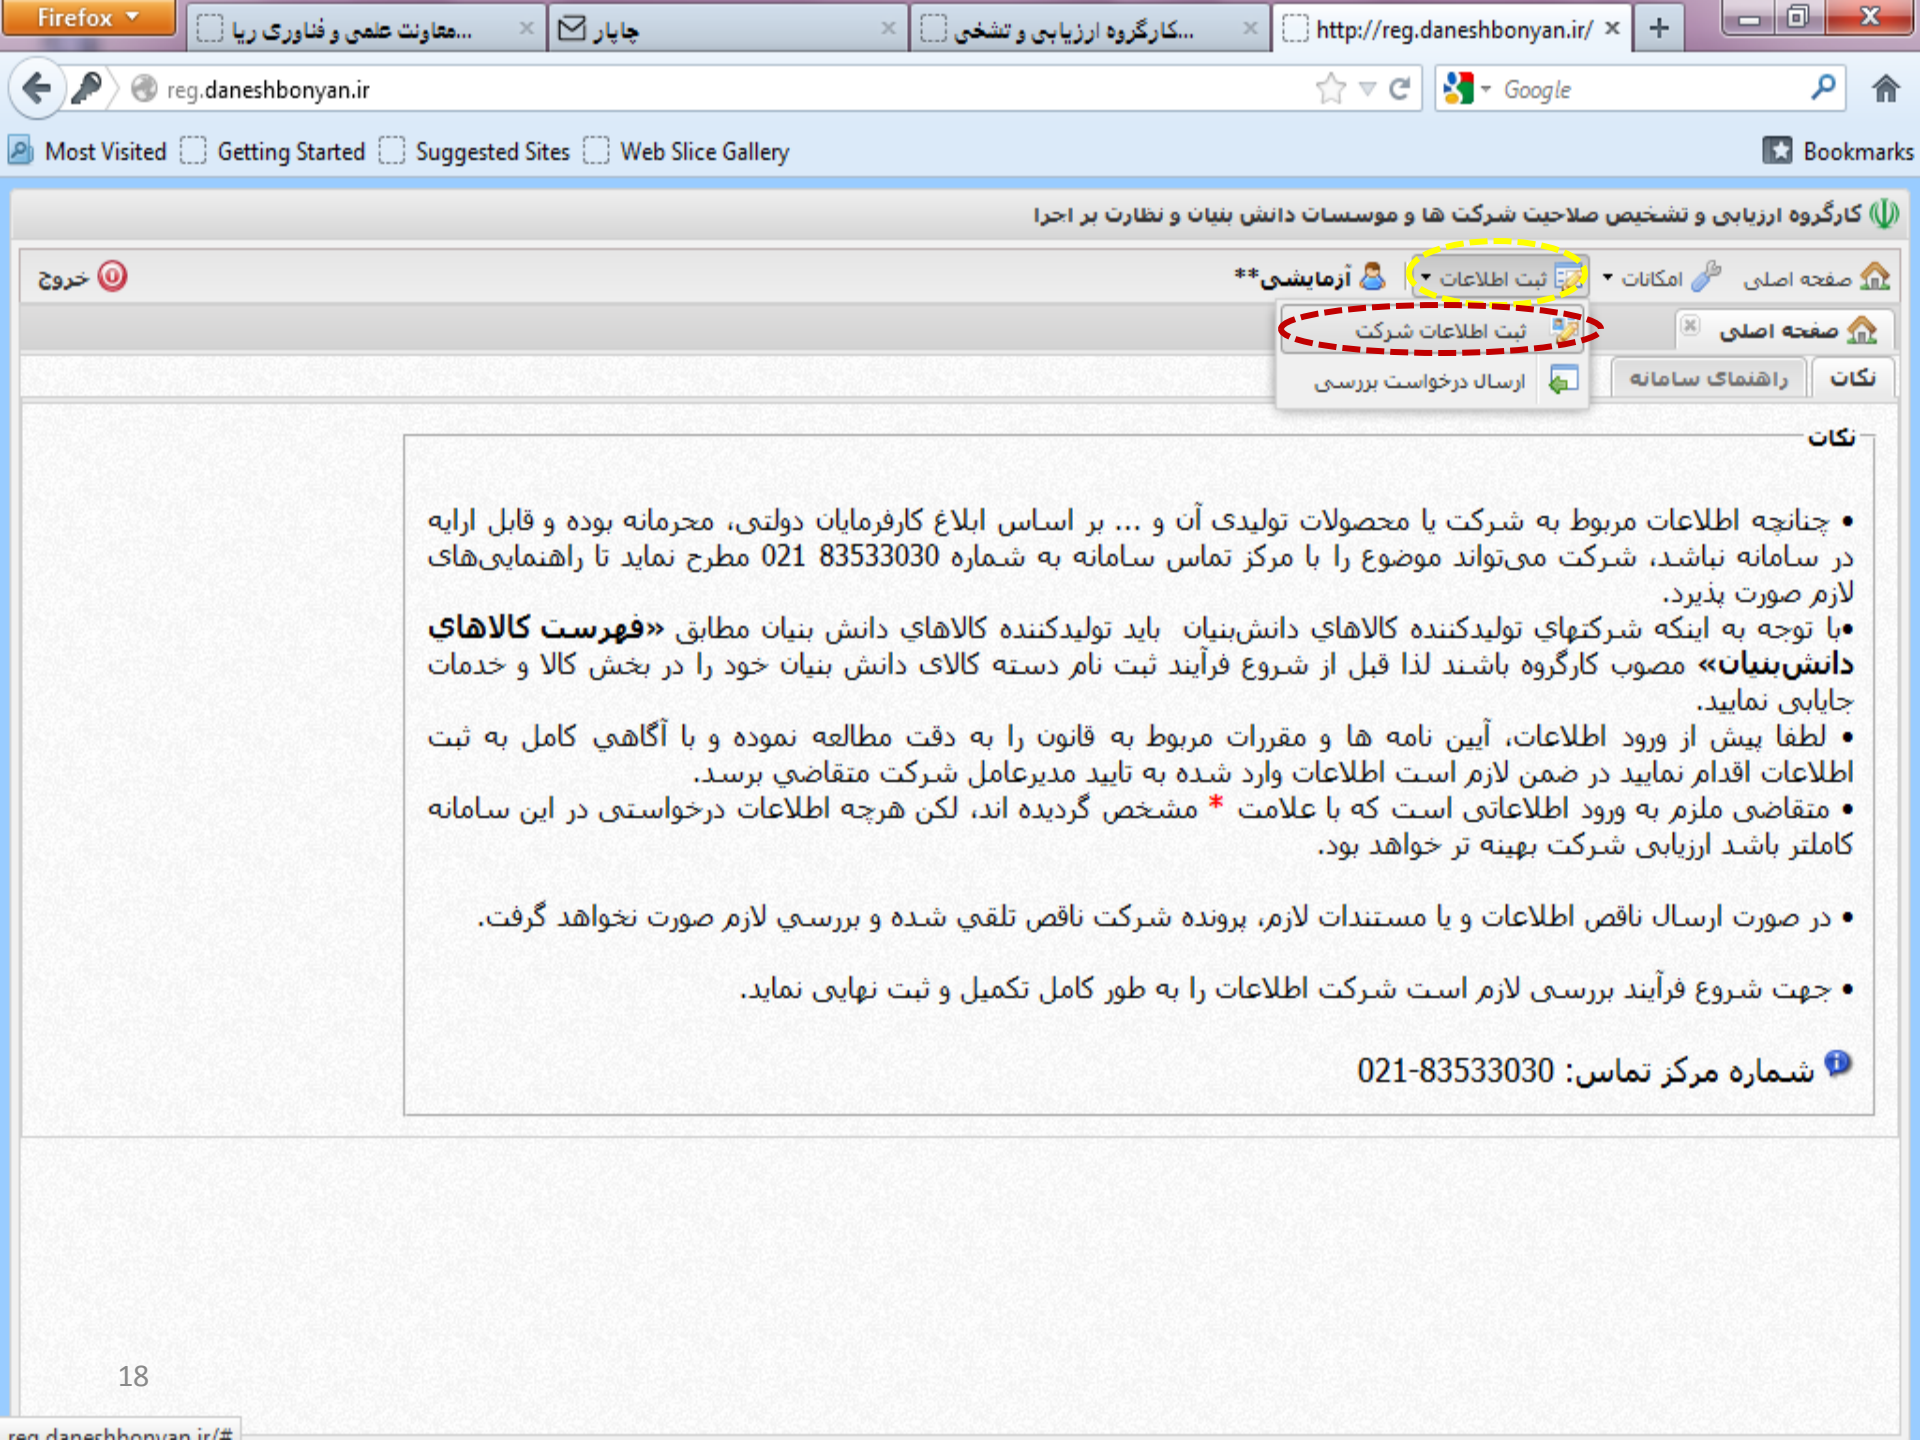 Firefox
معاونت علمی و فناوری ریا...
چاپار
کارگروه ارزیابی و تشخی...
http://reg.daneshbonyan.ir/
reg.daneshbonyan.ir
Google
Most Visited Getting Started Suggested Sites Web Slice Gallery Bookmarks
کارگروه ارزیابی و تشخیص صلاحیت شرکت ها و موسسات دانش بنیان و نظارت بر اجرا
صفحه اصلی امکانات ثبت اطلاعات آزمایشی** خروج
ثبت اطلاعات شرکت
ارسال درخواست بررسی
صفحه اصلی
نکات راهنمای سامانه
نکات
• چنانچه اطلاعات مربوط به شرکت یا محصولات تولیدی آن و ... بر اساس ابلاغ کارفرمایان دولتی، محرمانه بوده و قابل ارایه
در سامانه نباشد، شرکت می‌تواند موضوع را با مرکز تماس سامانه به شماره 83533030 021 مطرح نماید تا راهنمایی‌های
لازم صورت پذیرد.
•با توجه به اینکه شرکتهاي تولیدکننده کالاهاي دانش‌بنیان باید تولیدکننده کالاهاي دانش بنیان مطابق «فهرست کالاهاي
دانش‌بنیان» مصوب کارگروه باشند لذا قبل از شروع فرآیند ثبت نام دسته کالای دانش بنیان خود را در بخش کالا و خدمات
جایابی نمایید.
• لطفا پیش از ورود اطلاعات، آیین نامه ها و مقررات مربوط به قانون را به دقت مطالعه نموده و با آگاهي کامل به ثبت
اطلاعات اقدام نمایید در ضمن لازم است اطلاعات وارد شده به تایید مدیرعامل شرکت متقاضي برسد.
• متقاضی ملزم به ورود اطلاعاتی است که با علامت * مشخص گردیده اند، لکن هرچه اطلاعات درخواستی در این سامانه
کاملتر باشد ارزیابی شرکت بهینه تر خواهد بود.
• در صورت ارسال ناقص اطلاعات و یا مستندات لازم، پرونده شرکت ناقص تلقي شده و بررسي لازم صورت نخواهد گرفت.
• جهت شروع فرآیند بررسی لازم است شرکت اطلاعات را به طور کامل تکمیل و ثبت نهایی نماید.
شماره مرکز تماس: 021-83533030
18
reg.daneshbonyan.ir/#